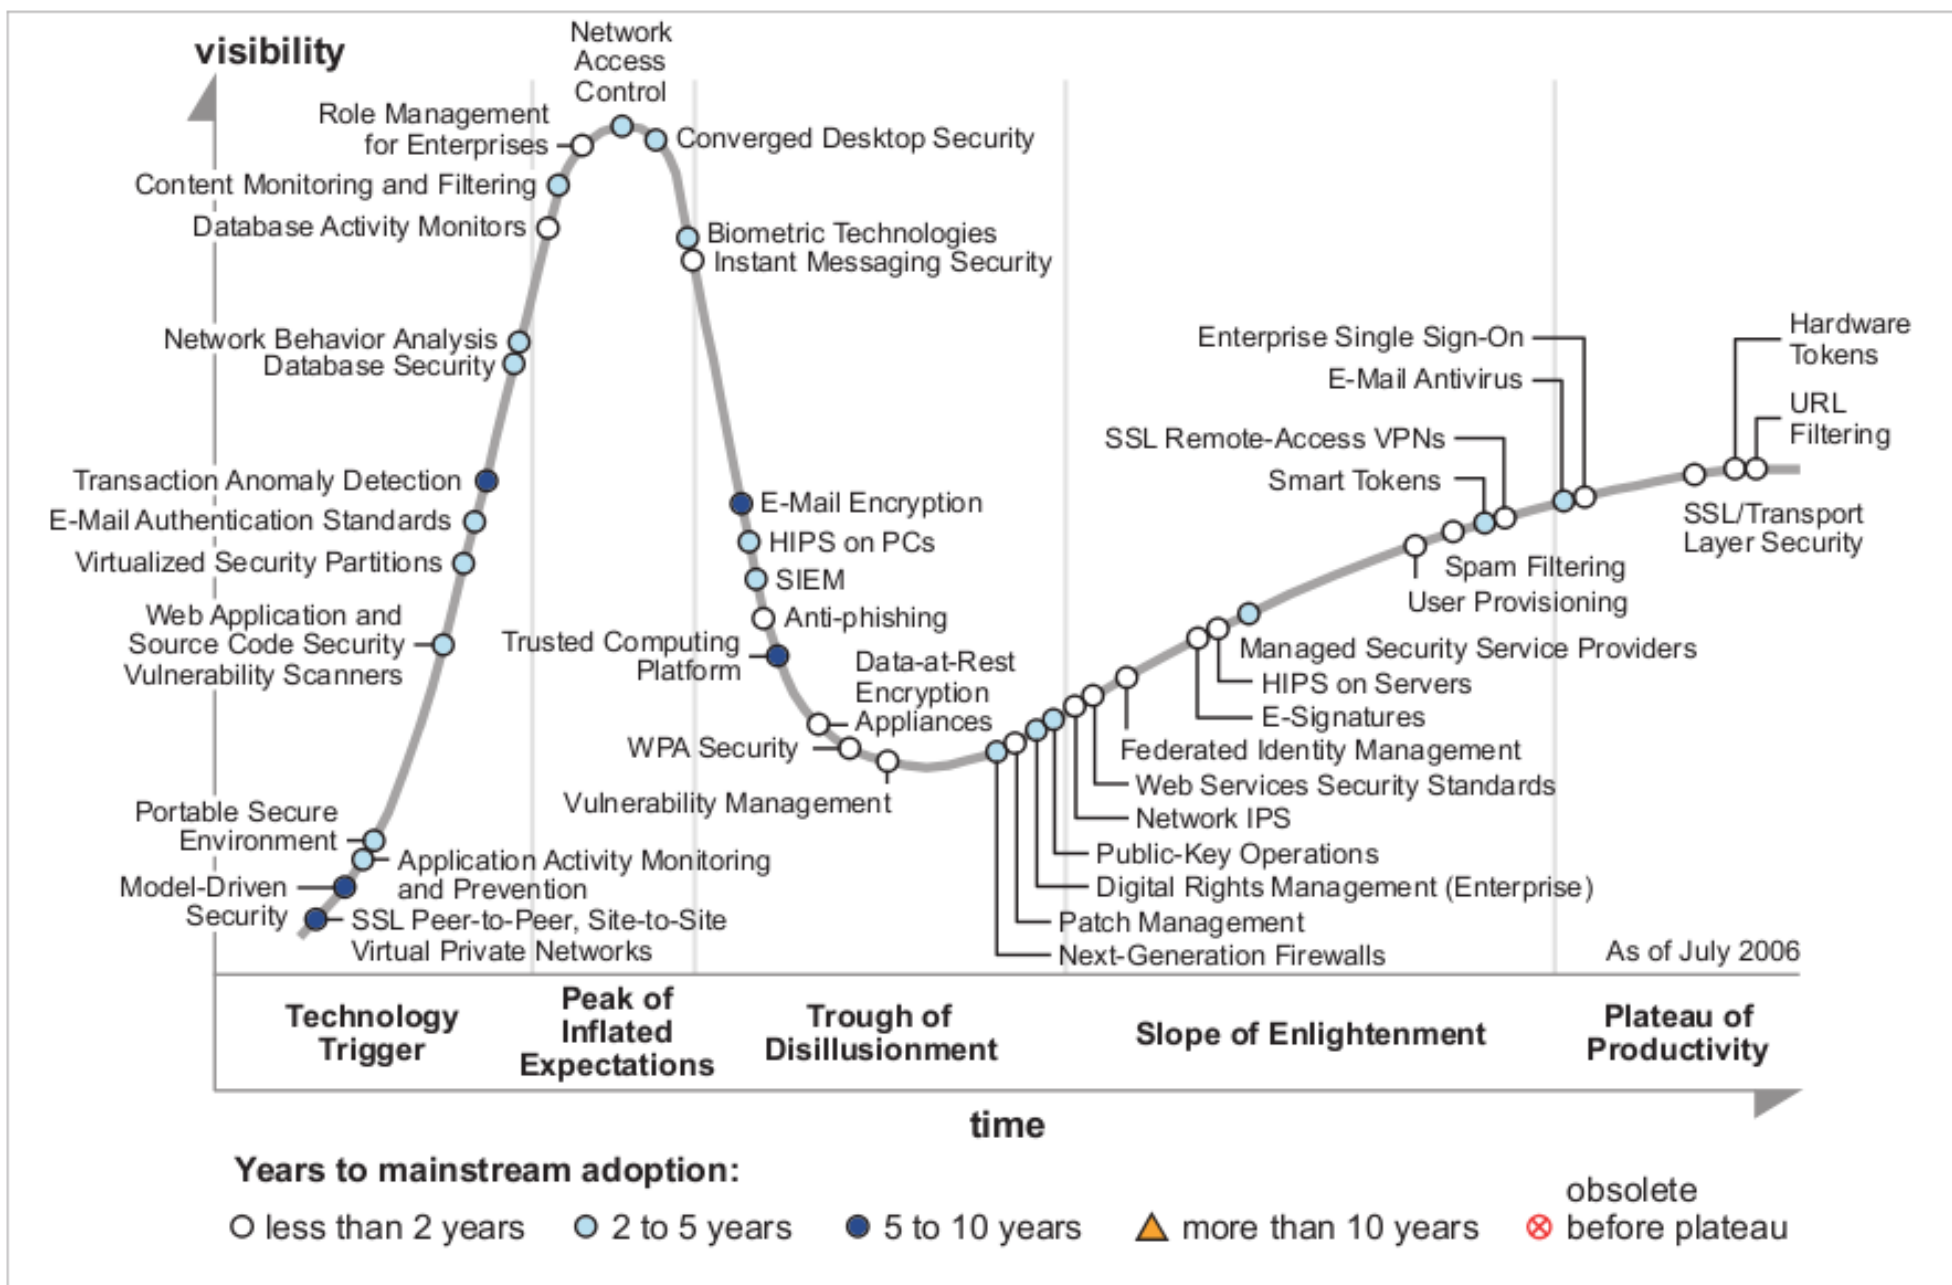 visibility
Network
Access
Control
Role Management
for Enterprises
Converged Desktop Security
Content Monitoring and Filtering
Database Activity Monitors
Biometric Technologies
Instant Messaging Security
Network Behavior Analysis
Database Security
Transaction Anomaly Detection
E-Mail Authentication Standards
Virtualized Security Partitions
Web Application and
Source Code Security
Vulnerability Scanners
Portable Secure
Environment
Application Activity Monitoring
and Prevention
Model-Driven
Security
SSL Peer-to-Peer, Site-to-Site
Virtual Private Networks
E-Mail Encryption
HIPS on PCs
SIEM
Anti-phishing
Trusted Computing
Platform
Data-at-Rest
Encryption
Appliances
WPA Security
Vulnerability Management
Enterprise Single Sign-On
E-Mail Antivirus
SSL Remote-Access VPNs
Smart Tokens
Hardware
Tokens
URL
Filtering
SSL/Transport
Layer Security
Spam Filtering
User Provisioning
Managed Security Service Providers
HIPS on Servers
E-Signatures
Federated Identity Management
Web Services Security Standards
Network IPS
Public-Key Operations
Digital Rights Management (Enterprise)
Patch Management
Next-Generation Firewalls
As of July 2006
Technology
Trigger
Peak of
Inflated
Expectations
Trough of
Disillusionment
Slope of Enlightenment
Plateau of
Productivity
time
Years to mainstream adoption:
less than 2 years
2 to 5 years
5 to 10 years
more than 10 years
obsolete
before plateau